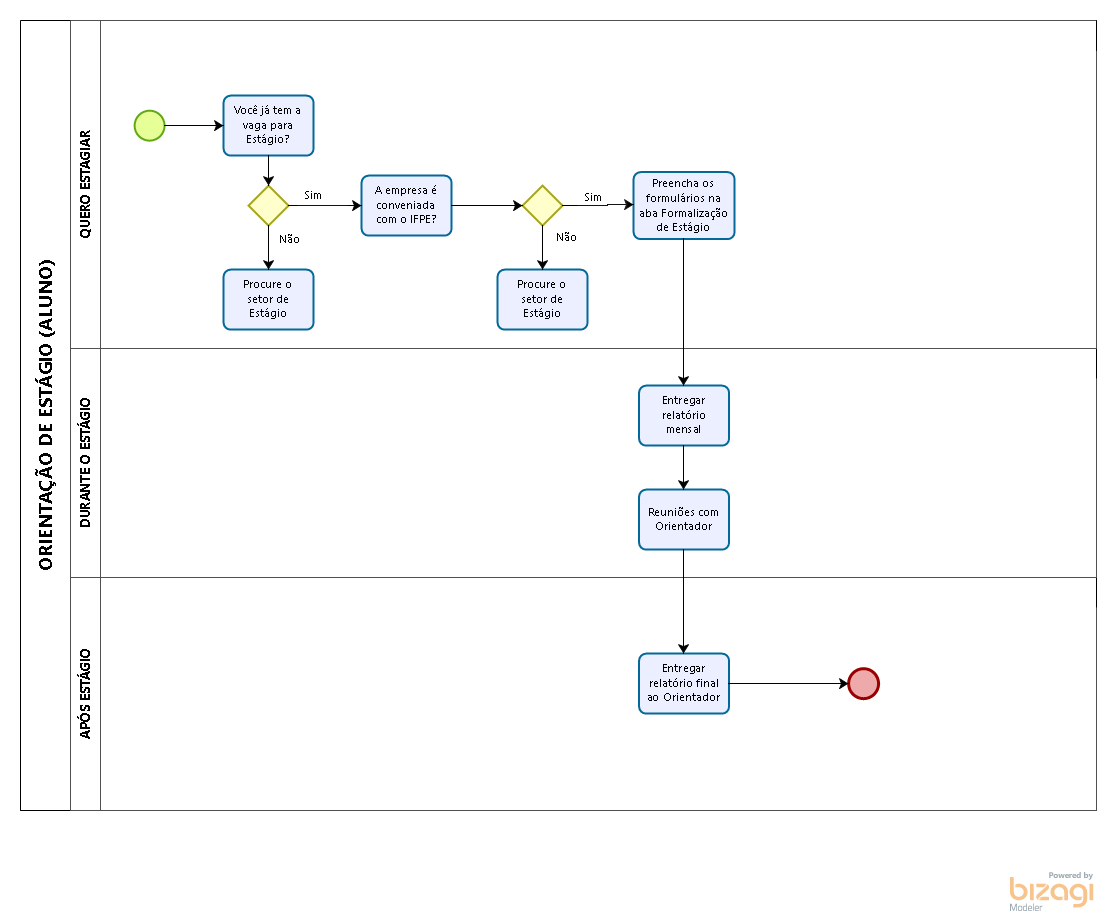 ORIENTAÇÃO DE ESTÁGIO (ALUNO)
QUERO ESTAGIAR
Você já tem a
vaga para
Estágio?
Sim
Não
Procure o
setor de
Estágio
A empresa é
conveniada
com o IFPE?
Sim
Não
Procure o
setor de
Estágio
Preencha os
formulários na
aba Formalização
de Estágio
DURANTE O ESTÁGIO
Entregar
relatório
mensal
Reuniões com
Orientador
APÓS ESTÁGIO
Entregar
relatório final
ao Orientador
Powered by
bizagi
Modeler